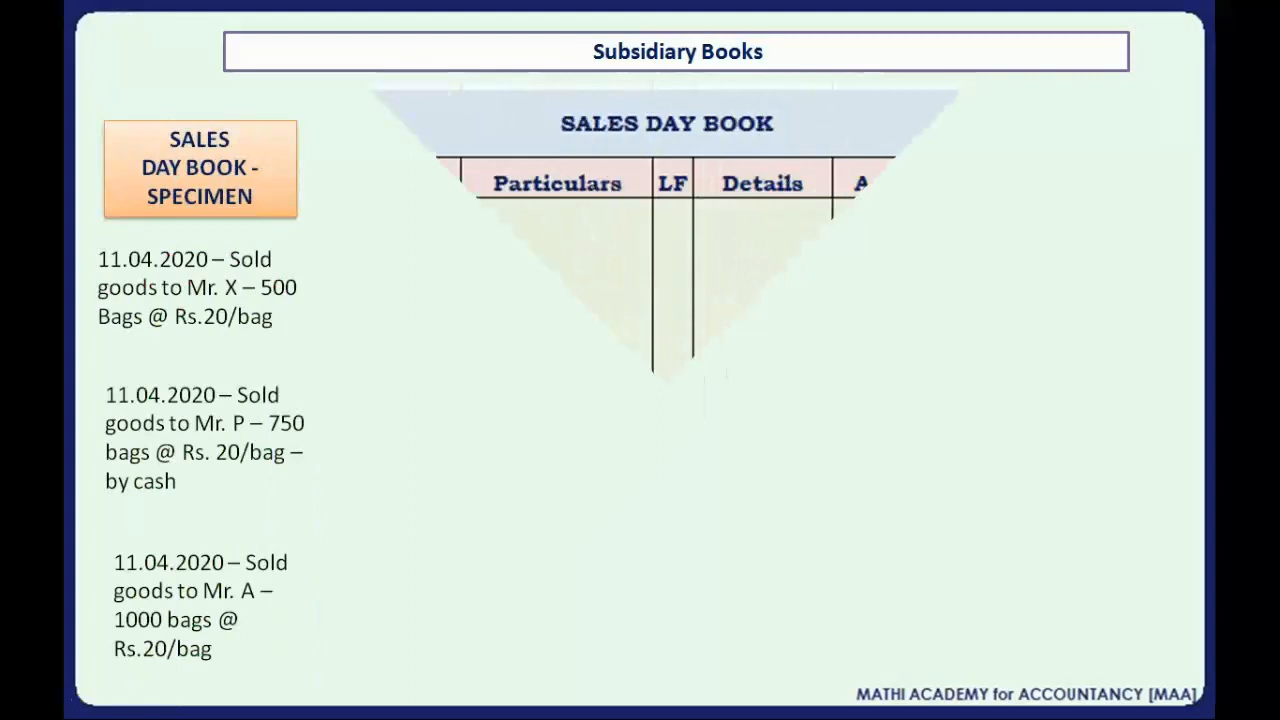 Subsidiary Books
SALES
DAY BOOK -
SPECIMEN
11.04.2020 – Sold
goods to Mr. X – 500
Bags @ Rs.20/bag
11.04.2020 – Sold
goods to Mr. P – 750
bags @ Rs. 20/bag –
by cash
11.04.2020 – Sold
goods to Mr. A –
1000 bags @
Rs.20/bag
SALES DAY BOOK
Particulars LF Details
MATHI ACADEMY for ACCOUNTANCY [MAA]